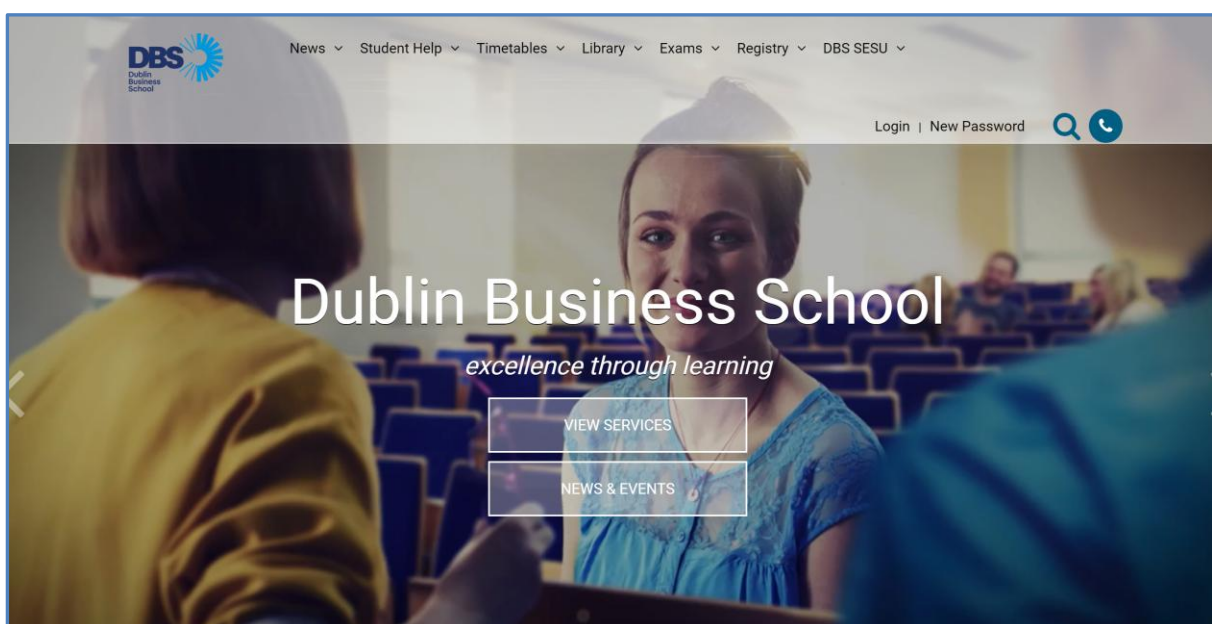 DBS
Dublin
Business
School
News Student Help Timetables Library Exams Registry DBS SESU
Login | New Password
Dublin Business School
excellence through learning
VIEW SERVICES
NEWS & EVENTS